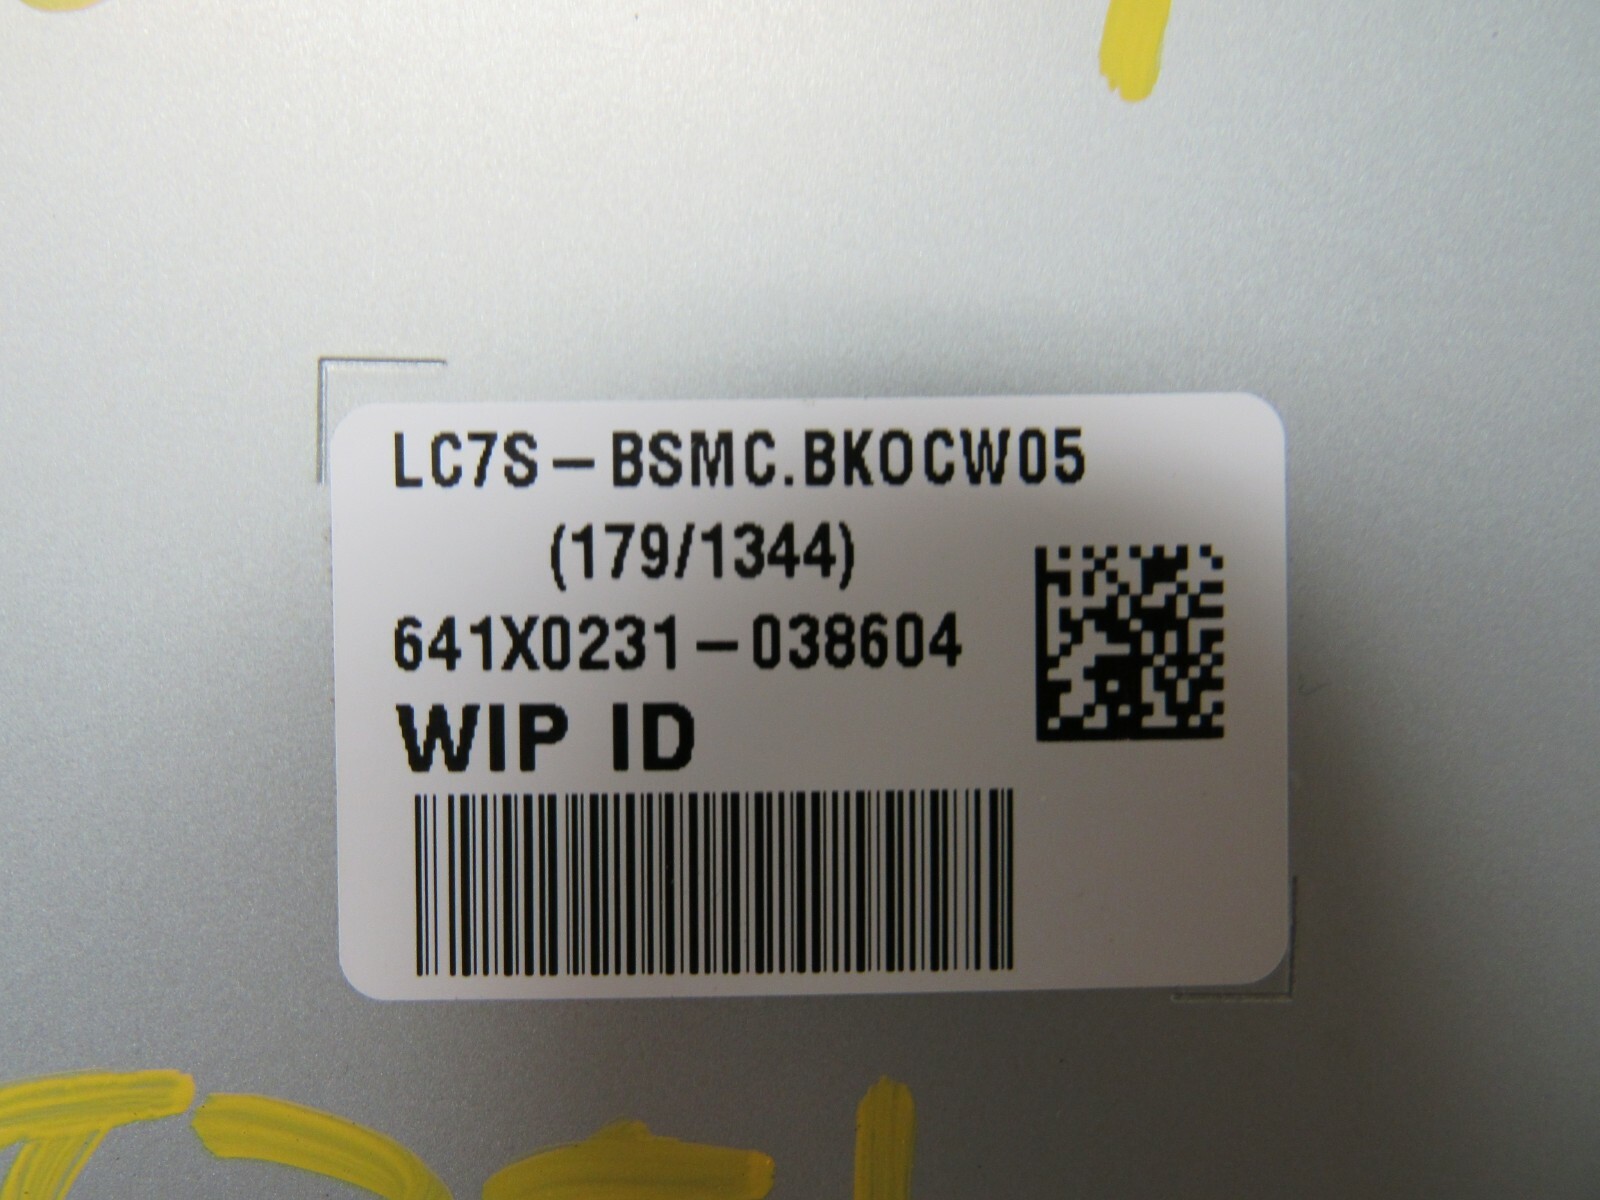 LC7S-BSMC.BKOCW05
(179/1344)
641X0231-038604
WIP ID